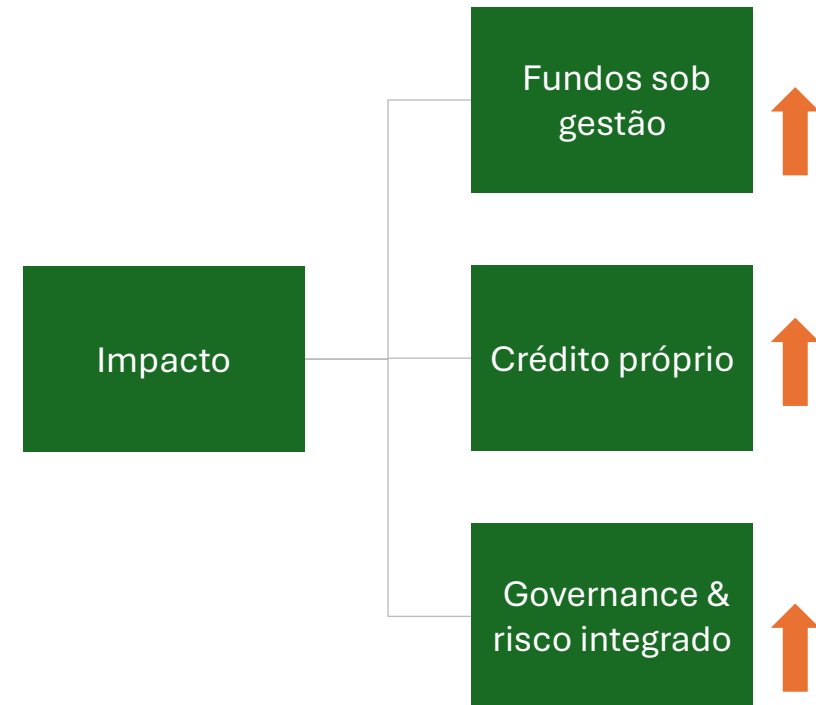 Fundos sob
gestão
Impacto
Crédito próprio
Governance &
risco integrado